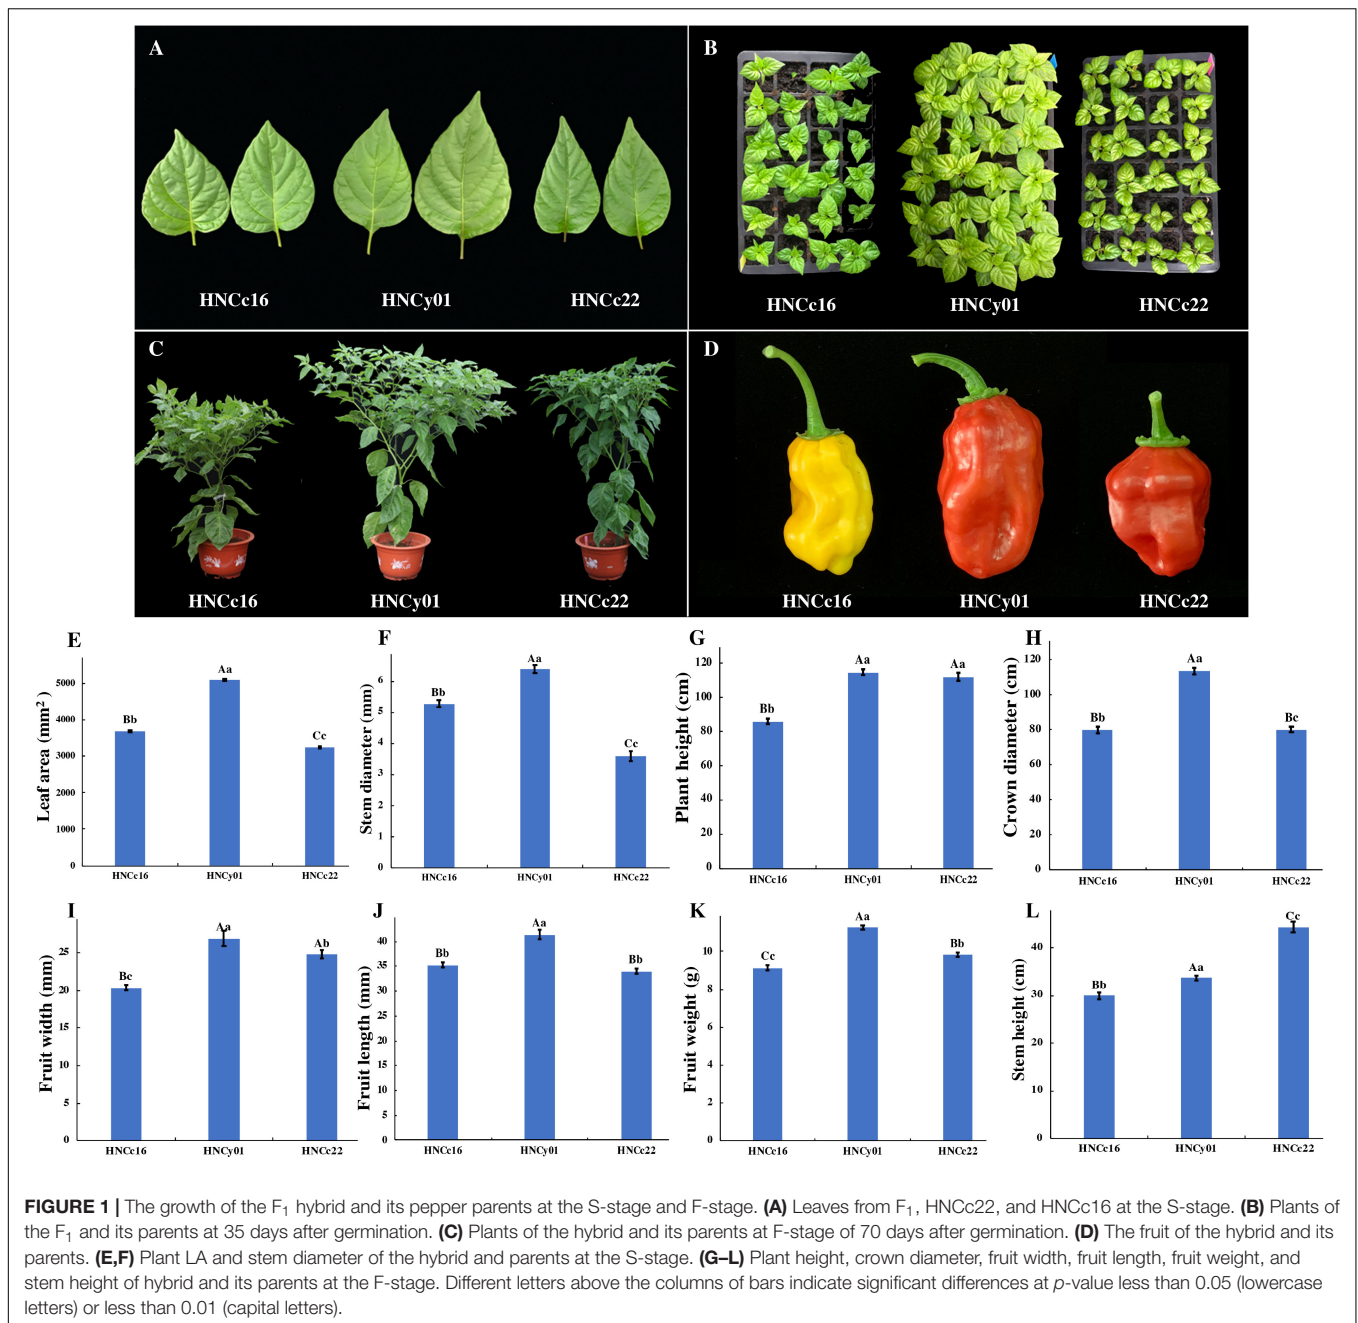 A
HNCc16 HNCy01 HNCc22
B
HNCc16 HNCy01 HNCc22
C
HNCc16 HNCy01 HNCc22
D
HNCc16 HNCy01 HNCc22
E
Leaf area (mm2)
5000
4000
3000
2000
1000
0
Bb Aa Cc
HNCc16 HNCy01 HNCc22
F
Stem diameter (mm)
6
5
4
3
2
1
0
Bb Aa Cc
HNCc16 HNCy01 HNCc22
G
Plant height (cm)
120
100
80
60
40
20
0
Bb Aa Aa
HNCc16 HNCy01 HNCc22
H
Crown diameter (cm)
120
100
80
60
40
20
0
Bb Aa Bc
HNCc16 HNCy01 HNCc22
I
Fruit width (mm)
25
20
15
10
5
0
Bc Aa Ab
HNCc16 HNCy01 HNCc22
J
Fruit length (mm)
40
35
30
25
20
15
10
5
0
Bb Aa Bb
HNCc16 HNCy01 HNCc22
K
Fruit weight (g)
10
8
6
4
2
0
Cc Aa Bb
HNCc16 HNCy01 HNCc22
L
Stem height (cm)
40
30
20
10
0
Bb Aa Cc
HNCc16 HNCy01 HNCc22
FIGURE 1 | The growth of the F1 hybrid and its pepper parents at the S-stage and F-stage. (A) Leaves from F1, HNCc22, and HNCc16 at the S-stage. (B) Plants of
the F1 and its parents at 35 days after germination. (C) Plants of the hybrid and its parents at F-stage of 70 days after germination. (D) The fruit of the hybrid and its
parents. (E,F) Plant LA and stem diameter of the hybrid and parents at the S-stage. (G–L) Plant height, crown diameter, fruit width, fruit length, fruit weight, and
stem height of hybrid and its parents at the F-stage. Different letters above the columns of bars indicate significant differences at p-value less than 0.05 (lowercase
letters) or less than 0.01 (capital letters).